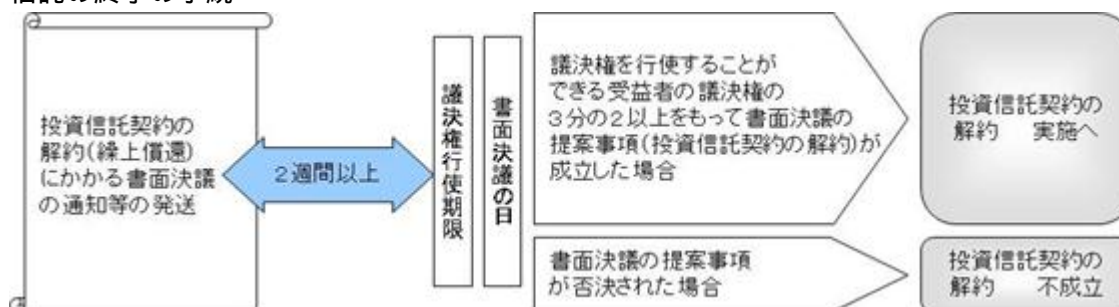 信託の終了の手続
投資信託契約の
解約(繰上償還)
にかかる書面決議
の通知等の発送
2週間以上
議決権行使期限
書面決議の日
議決権を行使することが
できる受益者の議決権の
3分の2以上をもって書面決議の
提案事項(投資信託契約の解約)が
成立した場合
投資信託契約の
解約 実施へ
書面決議の提案事項
が否決された場合
投資信託契約の
解約 不成立